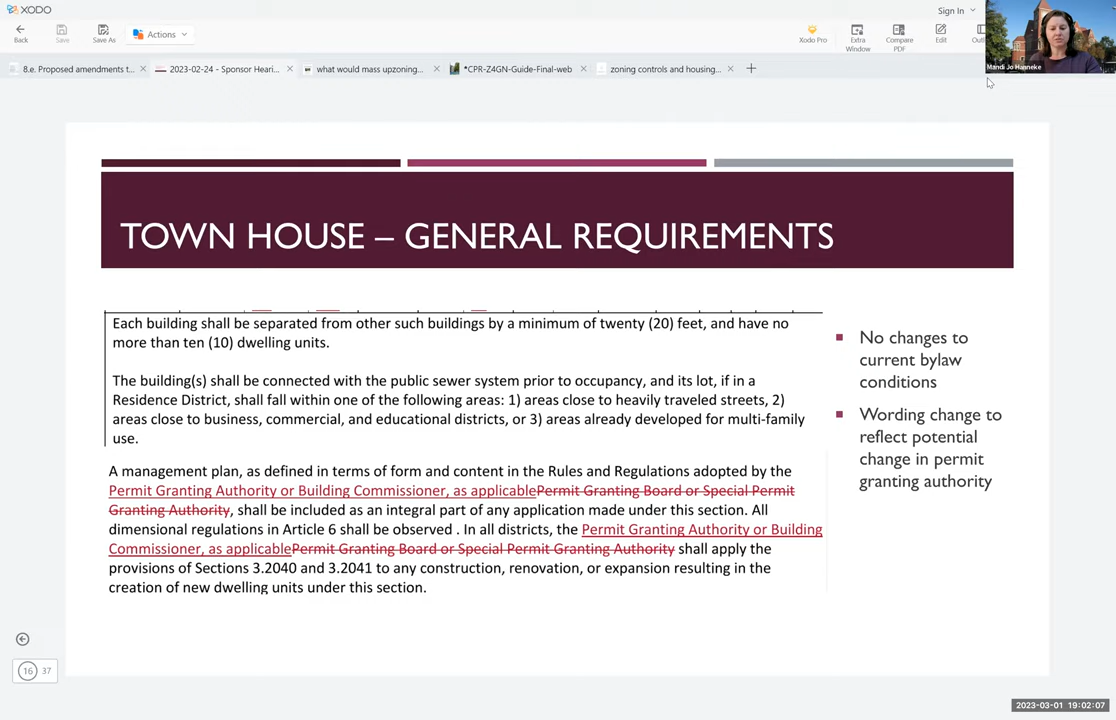 XODO
Sign In
Back
Save
Save As
Actions
Xodo Pro
Extra Window
Compare PDF
Edit
Mandi Jo Hanneke
8.e. Proposed amendments t...
2023-02-24 - Sponsor Heari...
what would mass upzoning...
*CPR-Z4GN-Guide-Final-web
zoning controls and housing...
TOWN HOUSE – GENERAL REQUIREMENTS
Each building shall be separated from other such buildings by a minimum of twenty (20) feet, and have no
more than ten (10) dwelling units.
The building(s) shall be connected with the public sewer system prior to occupancy, and its lot, if in a
Residence District, shall fall within one of the following areas: 1) areas close to heavily traveled streets, 2)
areas close to business, commercial, and educational districts, or 3) areas already developed for multi-family
use.
A management plan, as defined in terms of form and content in the Rules and Regulations adopted by the
Permit Granting Authority or Building Commissioner, as applicablePermit Granting Board or Special Permit
Granting Authority, shall be included as an integral part of any application made under this section. All
dimensional regulations in Article 6 shall be observed . In all districts, the Permit Granting Authority or Building
Commissioner, as applicablePermit Granting Board or Special Permit Granting Authority shall apply the
provisions of Sections 3.2040 and 3.2041 to any construction, renovation, or expansion resulting in the
creation of new dwelling units under this section.
No changes to
current bylaw
conditions
Wording change to
reflect potential
change in permit
granting authority
16 37
2023-03-01 19:02:07